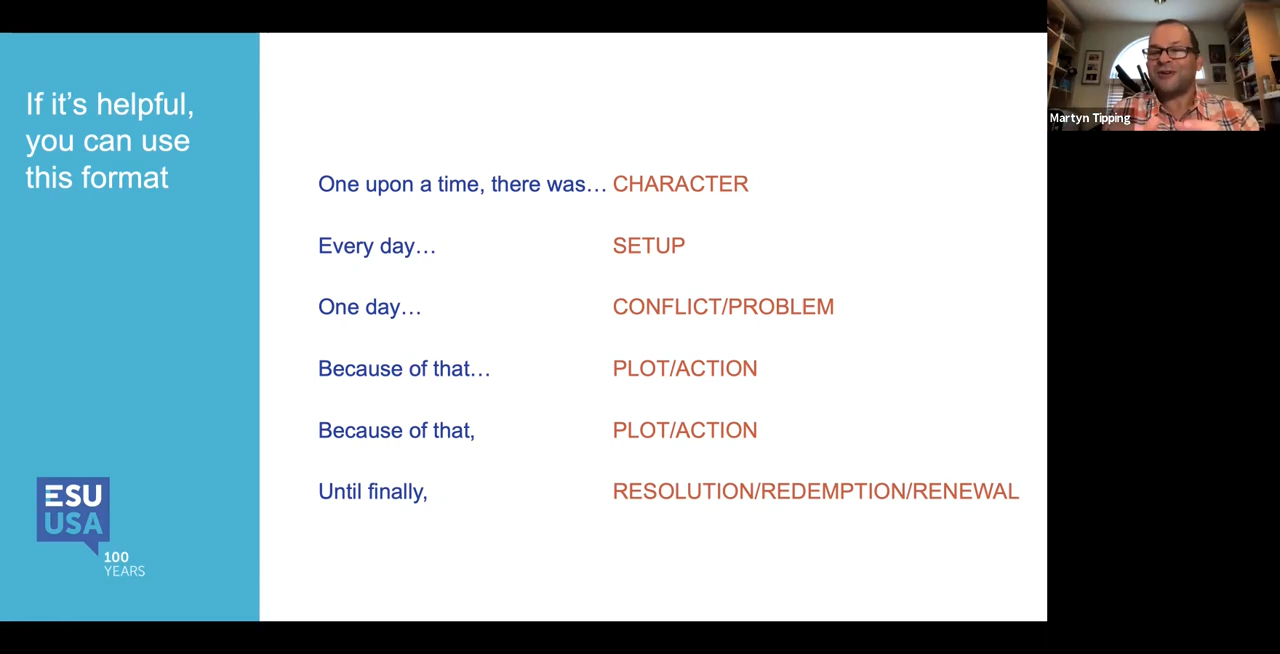 If it's helpful,
you can use
this format
One upon a time, there was… CHARACTER
Every day… SETUP
One day… CONFLICT/PROBLEM
Because of that… PLOT/ACTION
Because of that, PLOT/ACTION
Until finally, RESOLUTION/REDEMPTION/RENEWAL
ESU
USA
100
YEARS
Martyn Tipping